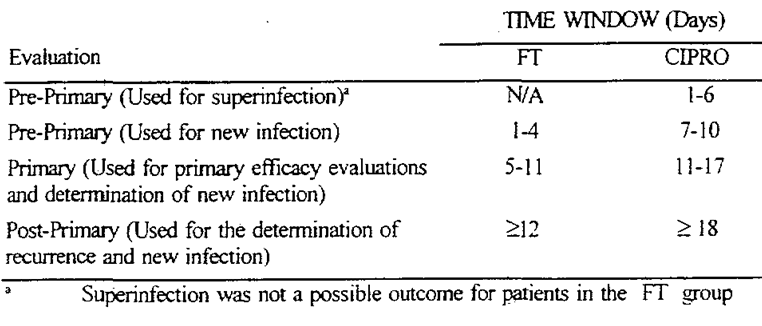 TIME WINDOW (Days)
Evaluation FT CIPRO
Pre-Primary (Used for superinfection)ᵃ N/A 1-6
Pre-Primary (Used for new infection) 1-4 7-10
Primary (Used for primary efficacy evaluations 5-11 11-17
and determination of new infection)
Post-Primary (Used for the determination of ≥12 ≥ 18
recurrence and new infection)
ᵃ Superinfection was not a possible outcome for patients in the FT group